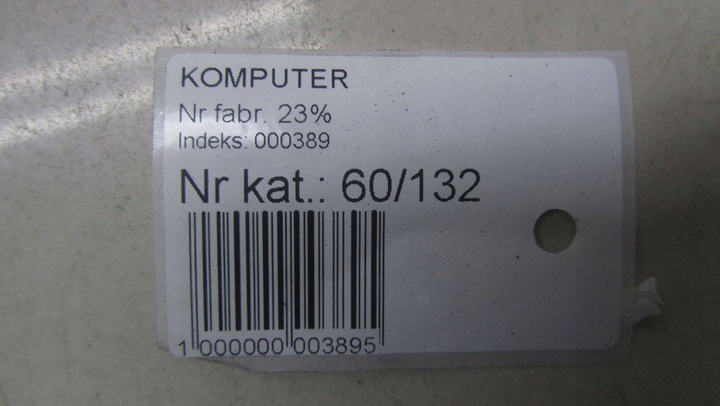 KOMPUTER
Nr fabr. 23%
Indeks: 000389
Nr kat.: 60/132
1 000000 003895